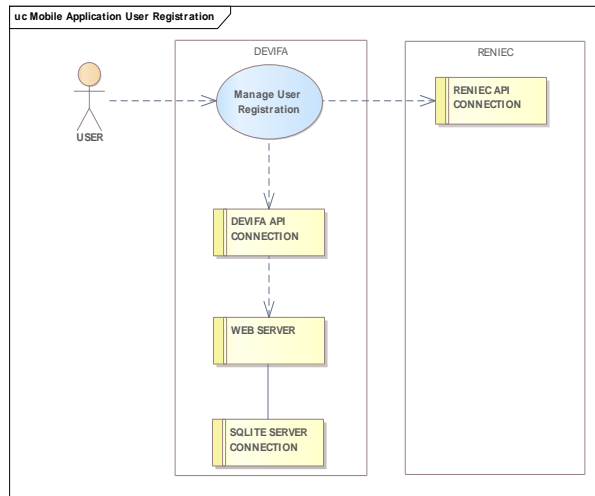 uc Mobile Application User Registration
DEVIFA
RENIEC
Manage User
Registration
RENIEC API
CONNECTION
USER
DEVIFA API
CONNECTION
WEB SERVER
SQLITE SERVER
CONNECTION